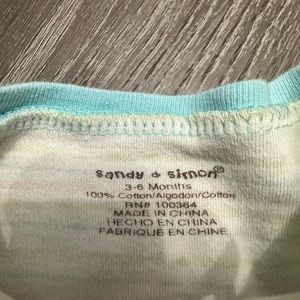 sandy & simon®
3-6 Months
100% Cotton/Algodon/Cotton
RN# 100364
MADE IN CHINA
HECHO EN CHINA
FABRIQUE EN CHINE